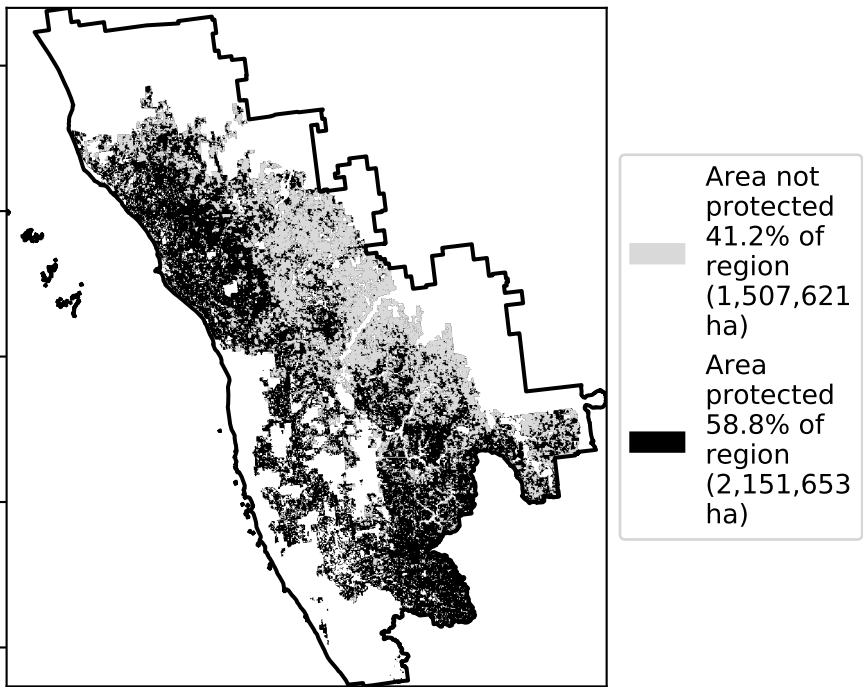 Area not
protected
41.2% of
region
(1,507,621
ha)
Area
protected
58.8% of
region
(2,151,653
ha)